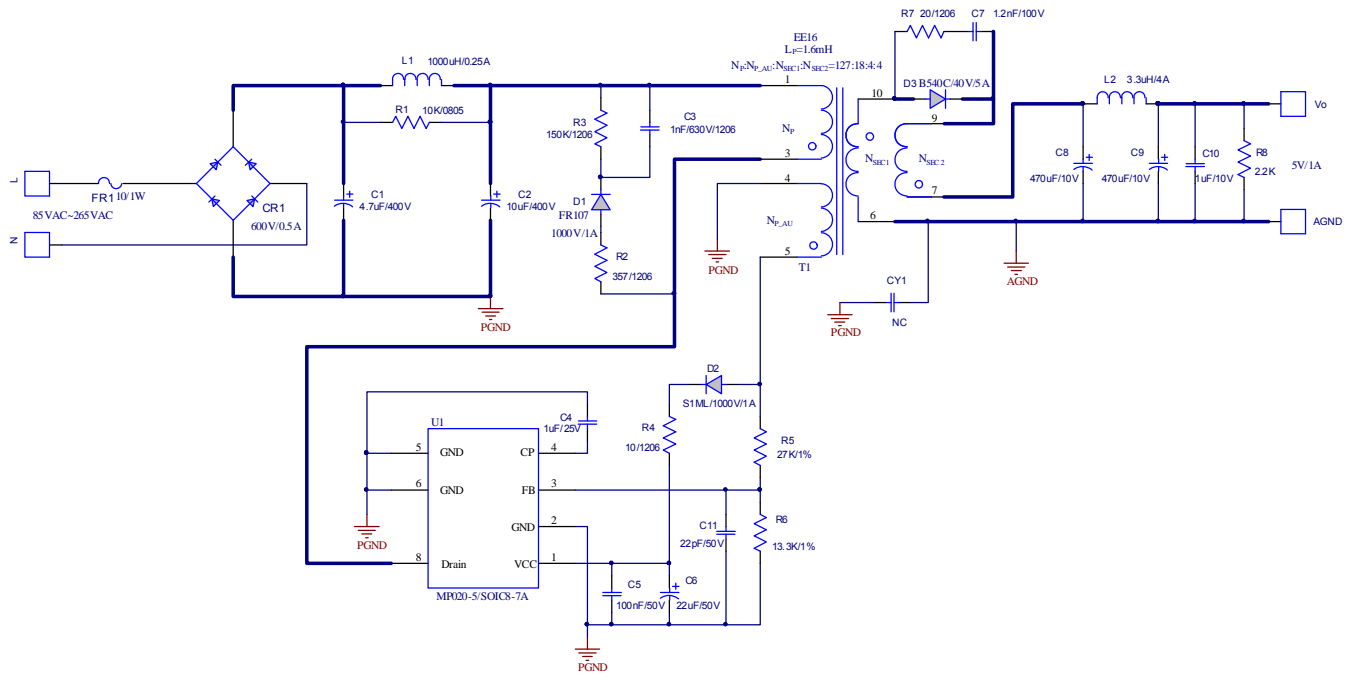 R7 20/1206
C7 1.2nF/100V
EE16
LP=1.6mH
NP:NP_AU:NSEC1:NSEC2=127:18:4:4
L1 1000uH/0.25A
R1 10K/0805
1
10
D3 B540C/40V/5A
L2 3.3uH/4A
Vo
R3
150K/1206
C3
1nF/630V/1206
NP
9
NSEC1
NSEC2
C8
470uF/10V
C9
470uF/10V
C10
1uF/10V
R8
2.2K
5V/1A
3
L
FR1 10/1W
85VAC~265VAC
CR1
600V/0.5A
C1
4.7uF/400V
C2
10uF/400V
D1
FR107
1000V/1A
4
7
NP_AU
6
AGND
N
R2
357/1206
PGND
5
T1
AGND
PGND
CY1
NC
PGND
D2
S1ML/1000V/1A
U1
C4
1uF/25V
R4
10/1206
R5
27K/1%
5
GND
CP
4
6
GND
FB
3
PGND
GND
2
C11
22pF/50V
R6
13.3K/1%
8
Drain
VCC
1
MP020-5/SOIC8-7A
C5
100nF/50V
C6
22uF/50V
PGND